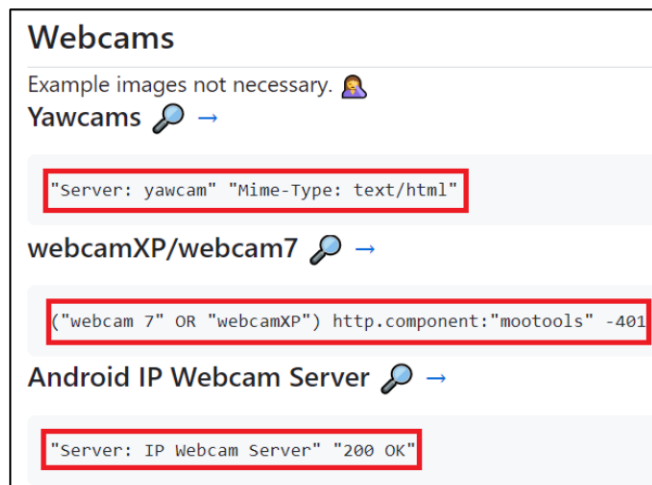 Webcams
Example images not necessary. 🤦
Yawcams 🔎 →
"Server: yawcam" "Mime-Type: text/html"
webcamXP/webcam7 🔎 →
("webcam 7" OR "webcamXP") http.component:"mootools" -401
Android IP Webcam Server 🔎 →
"Server: IP Webcam Server" "200 OK"